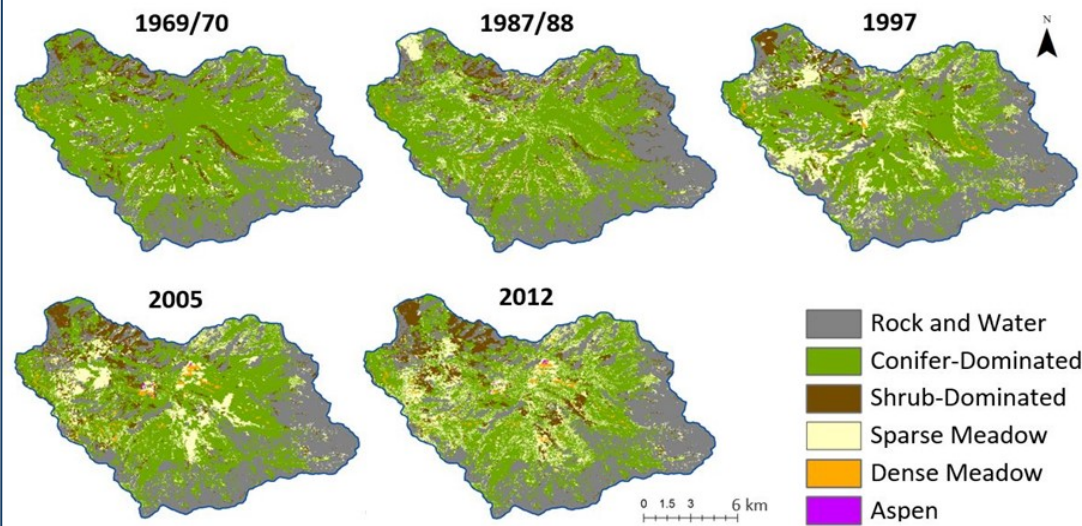 1969/70
1987/88
1997
N
2005
2012
Rock and Water
Conifer-Dominated
Shrub-Dominated
Sparse Meadow
Dense Meadow
Aspen
0 1.5 3 6 km